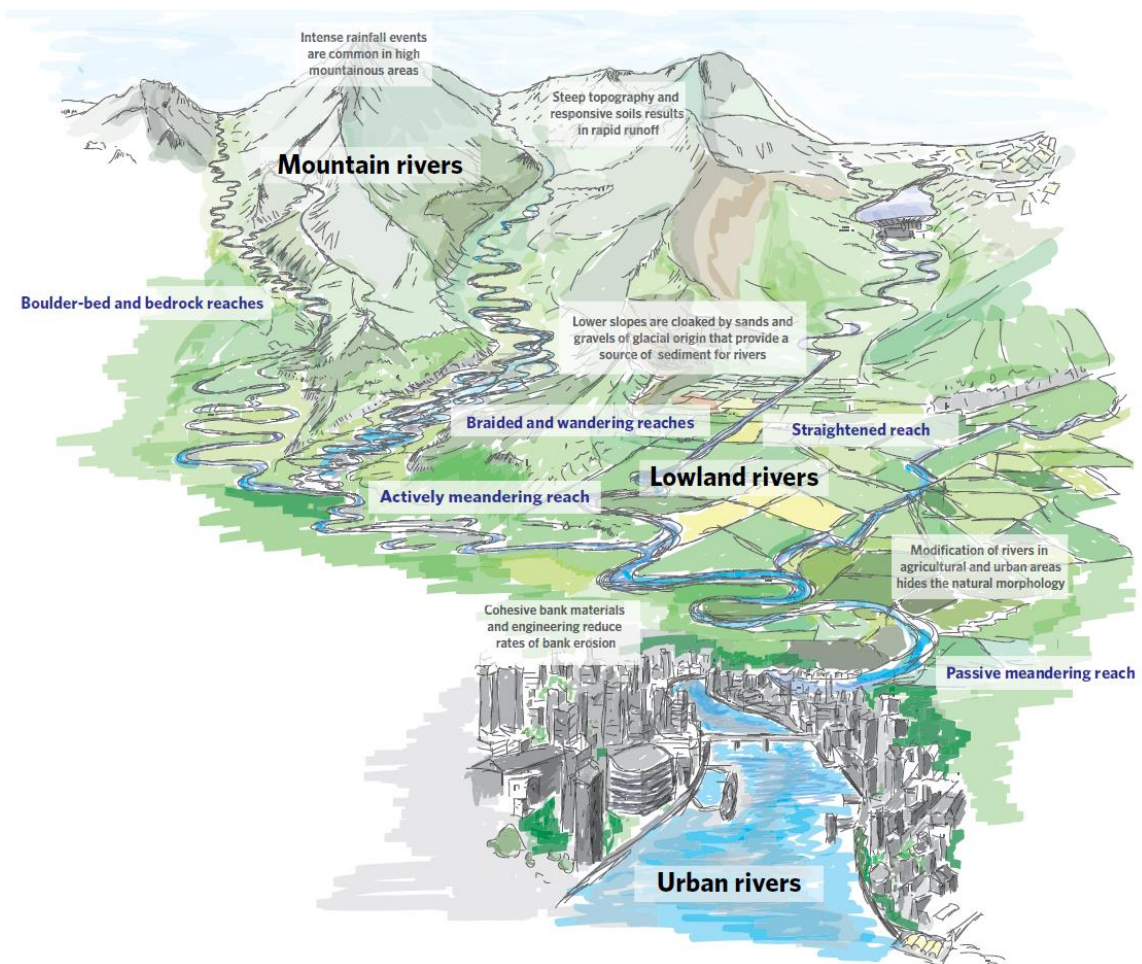 Intense rainfall events
are common in high
mountainous areas
Steep topography and
responsive soils results
in rapid runoff
Mountain rivers
Boulder-bed and bedrock reaches
Lower slopes are cloaked by sands and
gravels of glacial origin that provide a
source of sediment for rivers
Braided and wandering reaches
Straightened reach
Lowland rivers
Actively meandering reach
Modification of rivers in
agricultural and urban areas
hides the natural morphology
Cohesive bank materials
and engineering reduce
rates of bank erosion
Passive meandering reach
Urban rivers